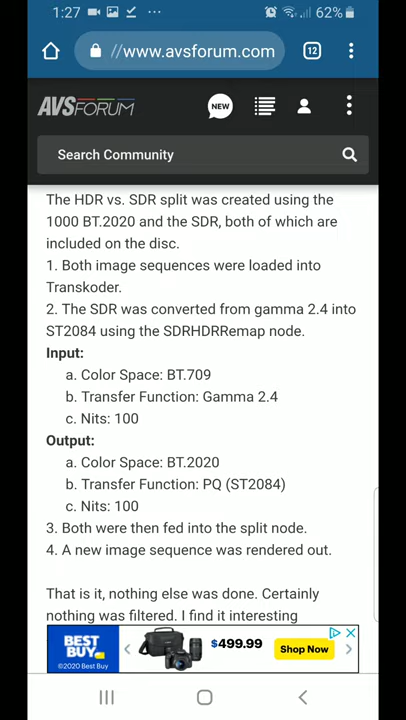 1:27
62%
//www.avsforum.com
12
AVSFORUM
NEW
Search Community
The HDR vs. SDR split was created using the
1000 BT.2020 and the SDR, both of which are
included on the disc.
1. Both image sequences were loaded into
Transkoder.
2. The SDR was converted from gamma 2.4 into
ST2084 using the SDRHDRRemap node.
Input:
a. Color Space: BT.709
b. Transfer Function: Gamma 2.4
c. Nits: 100
Output:
a. Color Space: BT.2020
b. Transfer Function: PQ (ST2084)
c. Nits: 100
3. Both were then fed into the split node.
4. A new image sequence was rendered out.
That is it, nothing else was done. Certainly
nothing was filtered. I find it interesting
BEST
BUY
©2020 Best Buy
$499.99
Shop Now